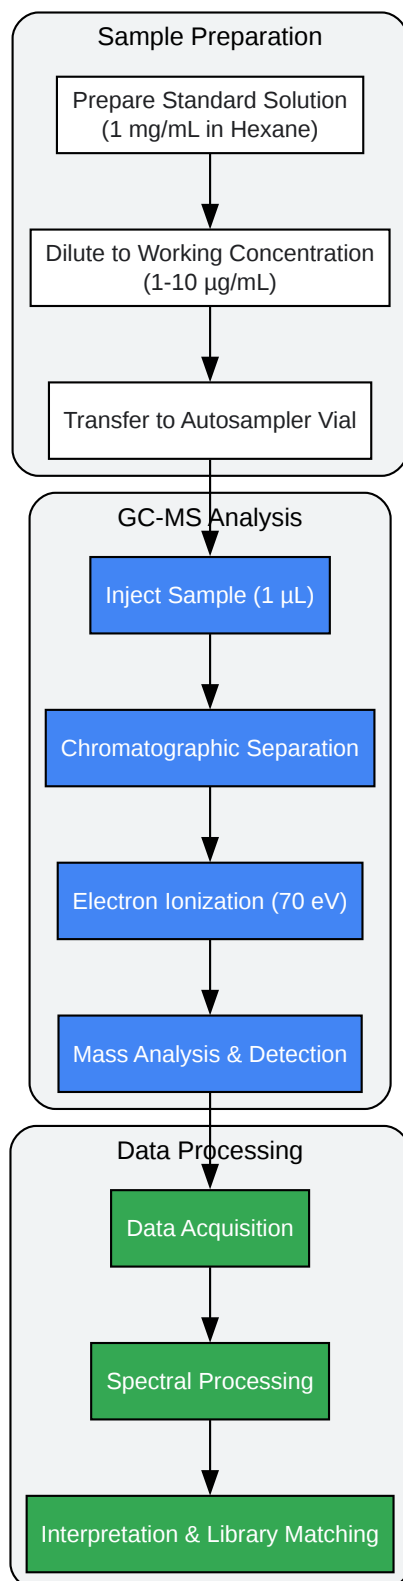 Sample Preparation
Prepare Standard Solution
(1 mg/mL in Hexane)
Dilute to Working Concentration
(1-10 µg/mL)
Transfer to Autosampler Vial
GC-MS Analysis
Inject Sample (1 µL)
Chromatographic Separation
Electron Ionization (70 eV)
Mass Analysis & Detection
Data Processing
Data Acquisition
Spectral Processing
Interpretation & Library Matching